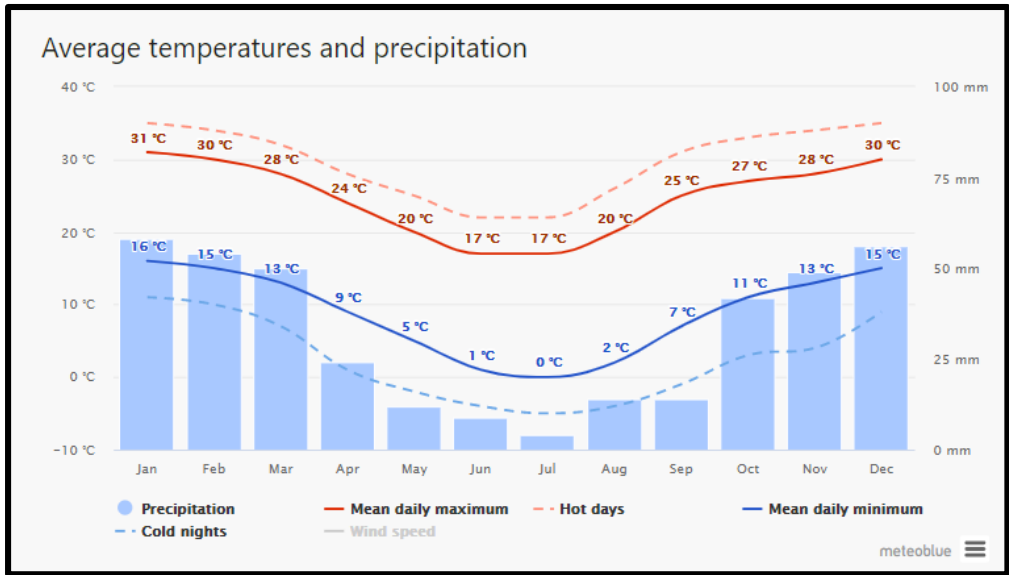 Average temperatures and precipitation
40 °C
100 mm
31 °C
30 °C
28 °C
24 °C
20 °C
17 °C
17 °C
20 °C
25 °C
27 °C
28 °C
30 °C
30 °C
75 mm
20 °C
16 °C
15 °C
13 °C
9 °C
5 °C
1 °C
0 °C
2 °C
7 °C
11 °C
13 °C
15 °C
50 mm
10 °C
0 °C
25 mm
-10 °C
0 mm
Jan Feb Mar Apr May Jun Jul Aug Sep Oct Nov Dec
Precipitation Mean daily maximum Hot days Mean daily minimum
Cold nights Wind speed
meteoblue